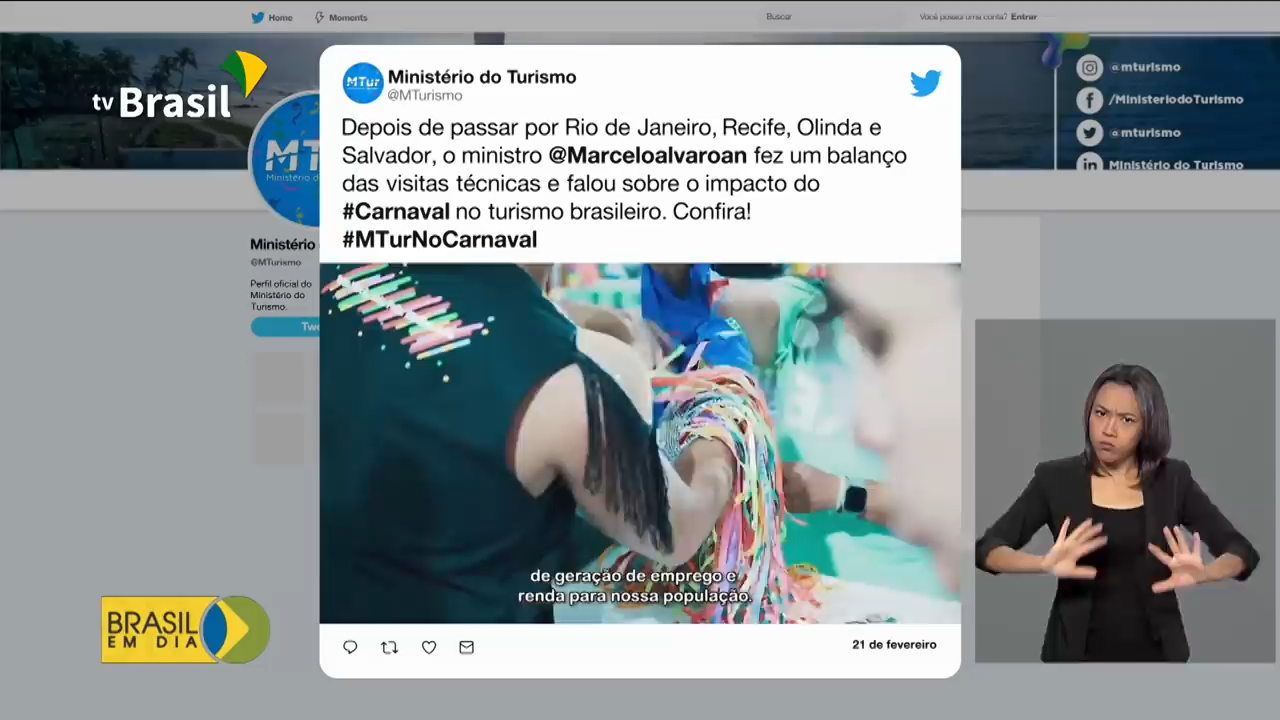 Home
Moments
Buscar
Você possui uma conta? Entrar
tv Brasil
MTur
Ministério do Turismo
@MTurismo
Depois de passar por Rio de Janeiro, Recife, Olinda e
Salvador, o ministro @Marceloalvaroan fez um balanço
das visitas técnicas e falou sobre o impacto do
#Carnaval no turismo brasileiro. Confira!
#MTurNoCarnaval
@mturismo
/MinisteriodoTurismo
@mturismo
Ministério do Turismo
Ministério
@MTurismo
Perfil oficial do
Ministério do
Turismo.
de geração de emprego e
renda para nossa população.
21 de fevereiro
BRASIL
EM DIA